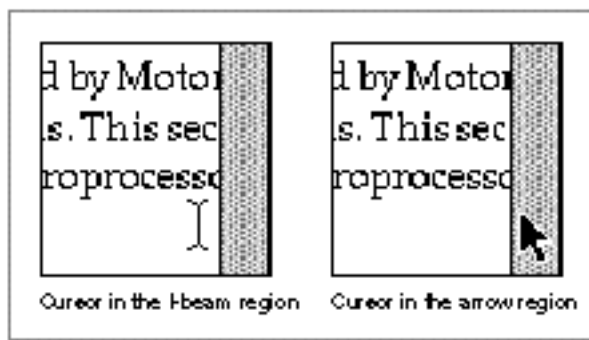 d by Motor
s. This sec
roprocesso
Cursor in the I-beam region
d by Motor
s. This sec
roprocesso
Cursor in the arrow region